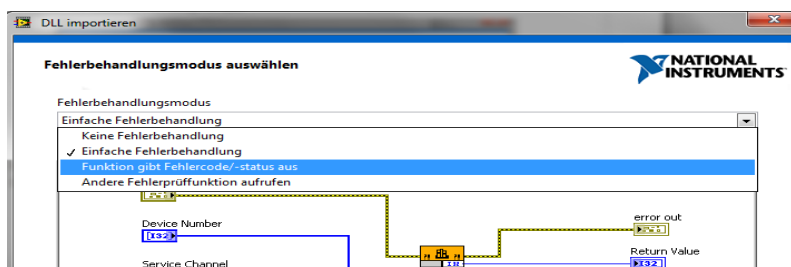 DLL importieren
Fehlerbehandlungsmodus auswählen
NATIONAL
INSTRUMENTS
Fehlerbehandlungsmodus
Einfache Fehlerbehandlung
Keine Fehlerbehandlung
✓ Einfache Fehlerbehandlung
Funktion gibt Fehlercode/-status aus
Andere Fehlerprüffunktion aufrufen
Device Number
I32
error out
Return Value
I32
Service Channel